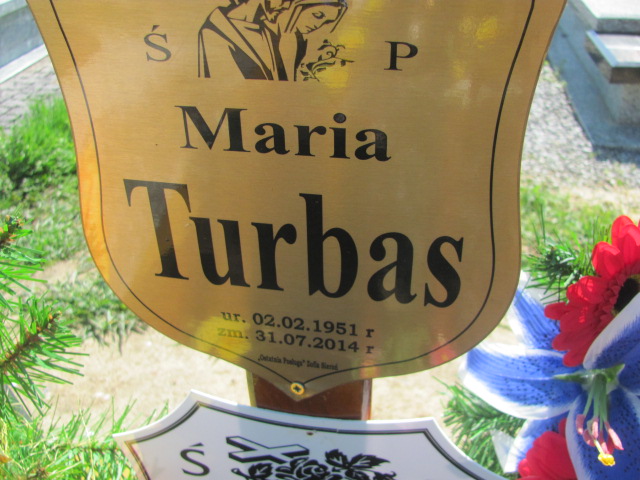 Ś P
Maria
Turbas
ur. 02.02.1951 r
zm. 31.07.2014 r
Ś